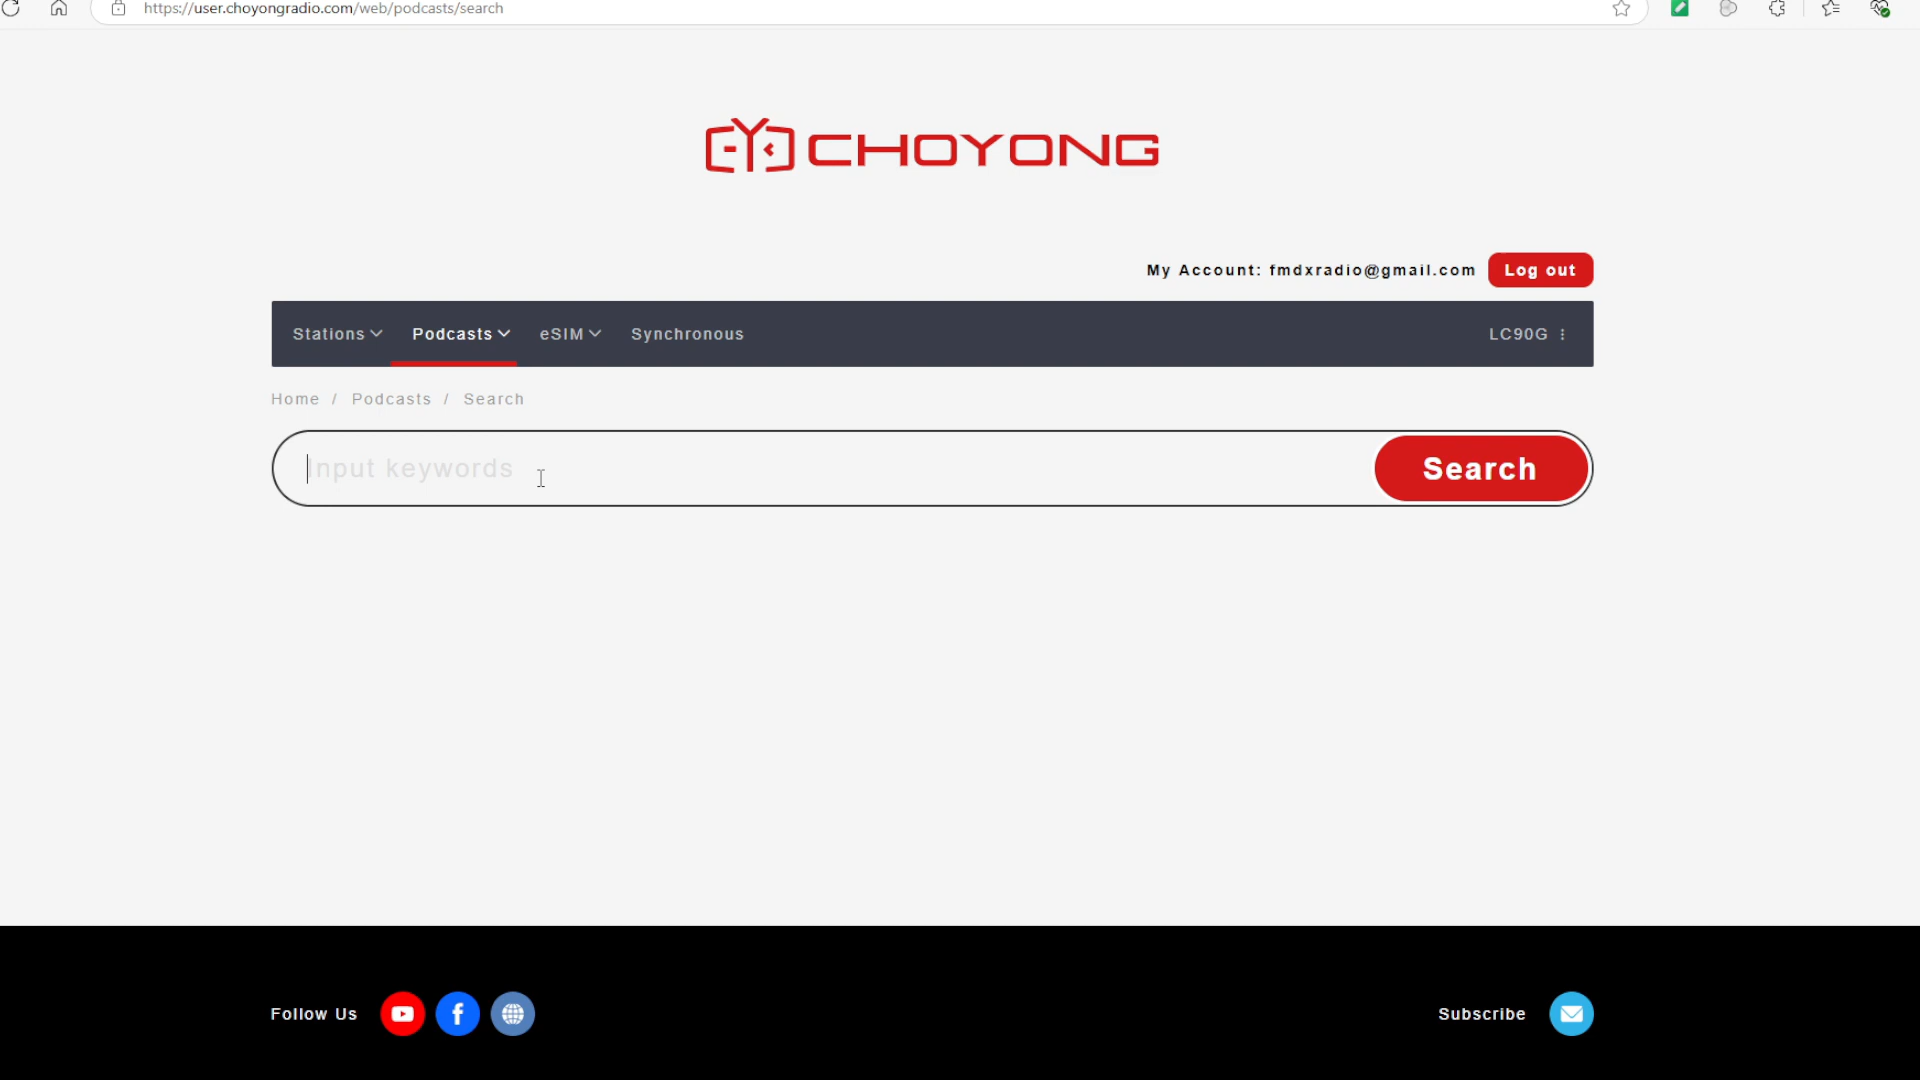 https://user.choyongradio.com/web/podcasts/search
CHOYONG
My Account: fmdxradio@gmail.com Log out
Stations Podcasts eSIM Synchronous LC90G
Home / Podcasts / Search
Input keywords Search
Follow Us Subscribe